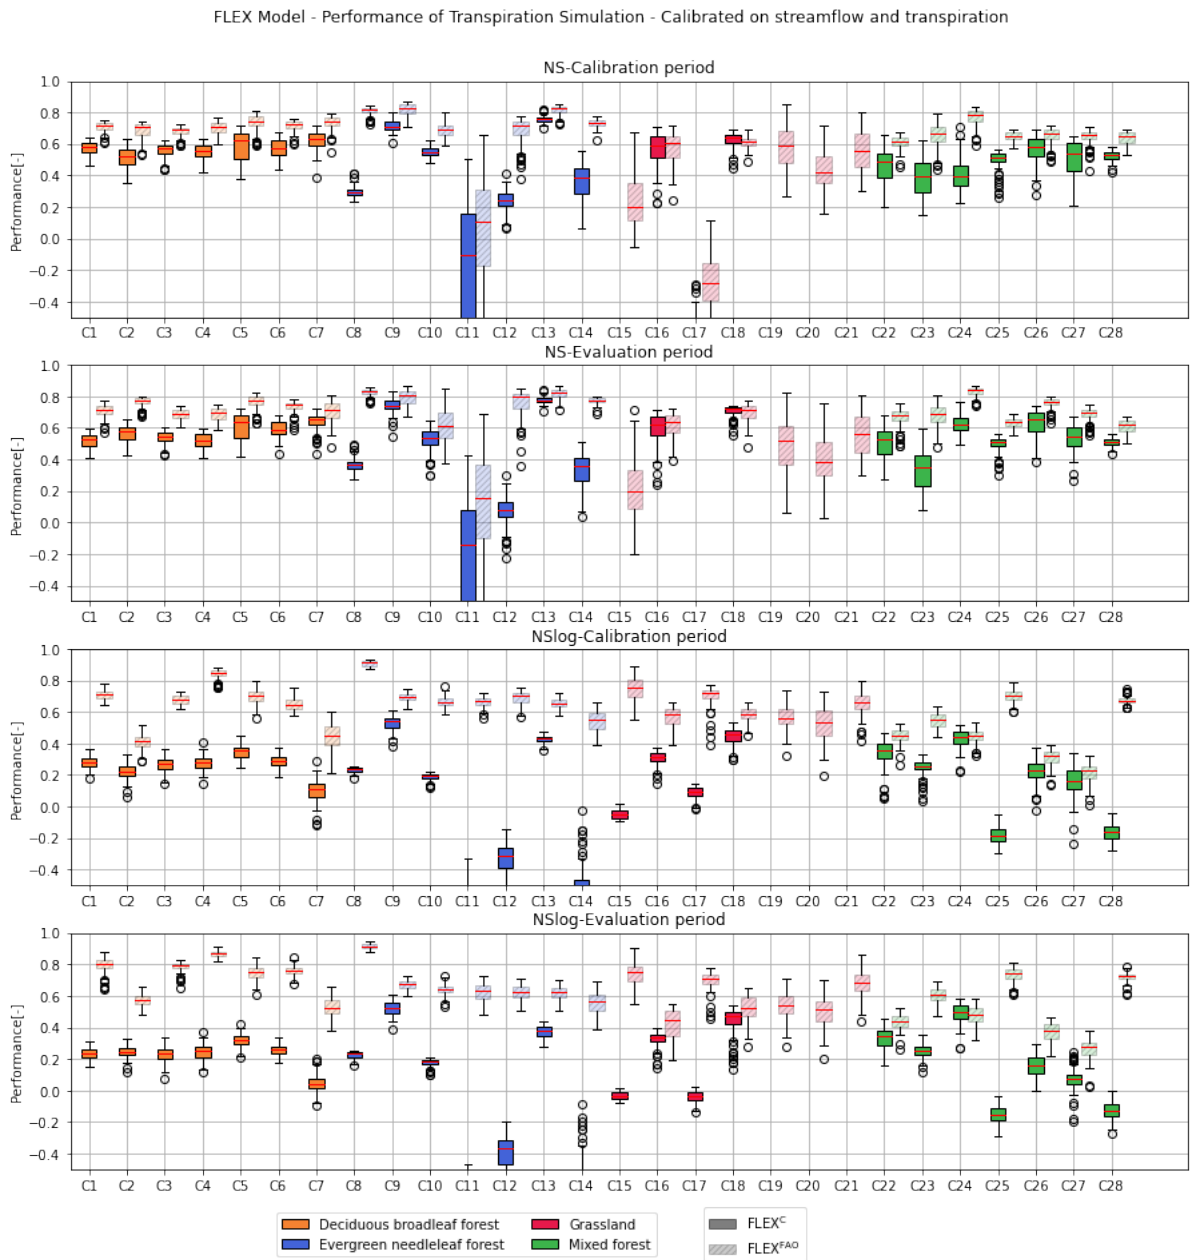 FLEX Model - Performance of Transpiration Simulation - Calibrated on streamflow and transpiration
NS-Calibration period
Performance[-]
1.0
0.8
0.6
0.4
0.2
0.0
−0.2
−0.4
C1 C2 C3 C4 C5 C6 C7 C8 C9 C10 C11 C12 C13 C14 C15 C16 C17 C18 C19 C20 C21 C22 C23 C24 C25 C26 C27 C28
NS-Evaluation period
Performance[-]
1.0
0.8
0.6
0.4
0.2
0.0
−0.2
−0.4
C1 C2 C3 C4 C5 C6 C7 C8 C9 C10 C11 C12 C13 C14 C15 C16 C17 C18 C19 C20 C21 C22 C23 C24 C25 C26 C27 C28
NSlog-Calibration period
Performance[-]
1.0
0.8
0.6
0.4
0.2
0.0
−0.2
−0.4
C1 C2 C3 C4 C5 C6 C7 C8 C9 C10 C11 C12 C13 C14 C15 C16 C17 C18 C19 C20 C21 C22 C23 C24 C25 C26 C27 C28
NSlog-Evaluation period
Performance[-]
1.0
0.8
0.6
0.4
0.2
0.0
−0.2
−0.4
C1 C2 C3 C4 C5 C6 C7 C8 C9 C10 C11 C12 C13 C14 C15 C16 C17 C18 C19 C20 C21 C22 C23 C24 C25 C26 C27 C28
Deciduous broadleaf forest
Evergreen needleleaf forest
Grassland
Mixed forest
FLEX^C
FLEX^FAO